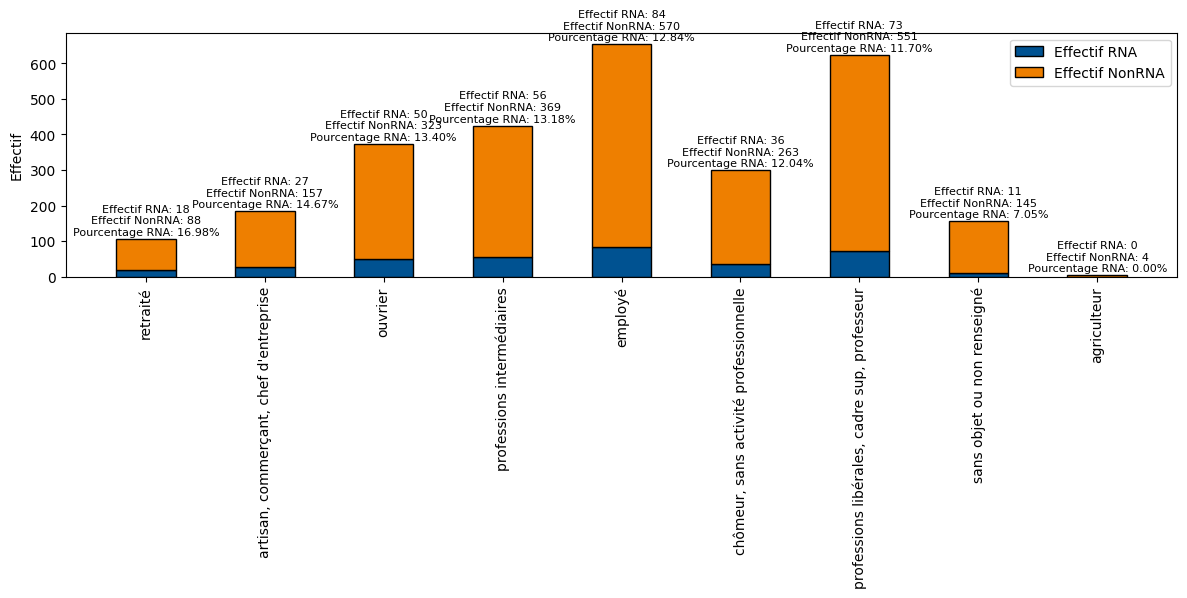 Effectif RNA: 84
Effectif NonRNA: 570
Pourcentage RNA: 12.84%
Effectif RNA: 73
Effectif NonRNA: 551
Pourcentage RNA: 11.70%
Effectif RNA
Effectif NonRNA
Effectif RNA: 56
Effectif NonRNA: 369
Pourcentage RNA: 13.18%
Effectif RNA: 50
Effectif NonRNA: 323
Pourcentage RNA: 13.40%
Effectif RNA: 36
Effectif NonRNA: 263
Pourcentage RNA: 12.04%
Effectif RNA: 27
Effectif NonRNA: 157
Pourcentage RNA: 14.67%
Effectif RNA: 18
Effectif NonRNA: 88
Pourcentage RNA: 16.98%
Effectif RNA: 11
Effectif NonRNA: 145
Pourcentage RNA: 7.05%
Effectif RNA: 0
Effectif NonRNA: 4
Pourcentage RNA: 0.00%
Effectif
600
500
400
300
200
100
0
retraité
artisan, commerçant, chef d'entreprise
ouvrier
professions intermédiaires
employé
chômeur, sans activité professionnelle
professions libérales, cadre sup, professeur
sans objet ou non renseigné
agriculteur